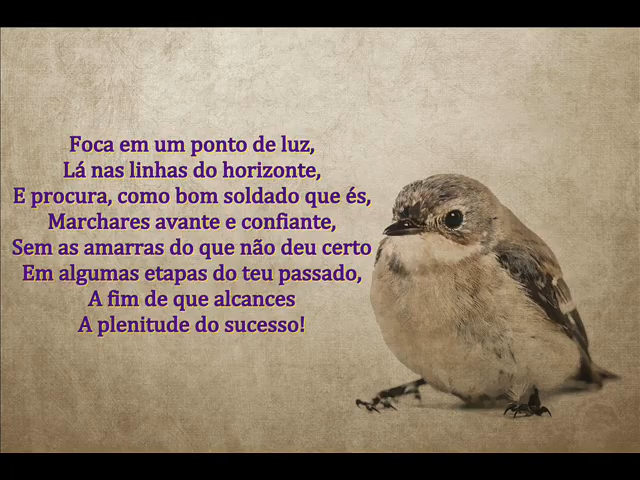 Foca em um ponto de luz,
Lá nas linhas do horizonte,
E procura, como bom soldado que és,
Marchares avante e confiante,
Sem as amarras do que não deu certo
Em algumas etapas do teu passado,
A fim de que alcances
A plenitude do sucesso!